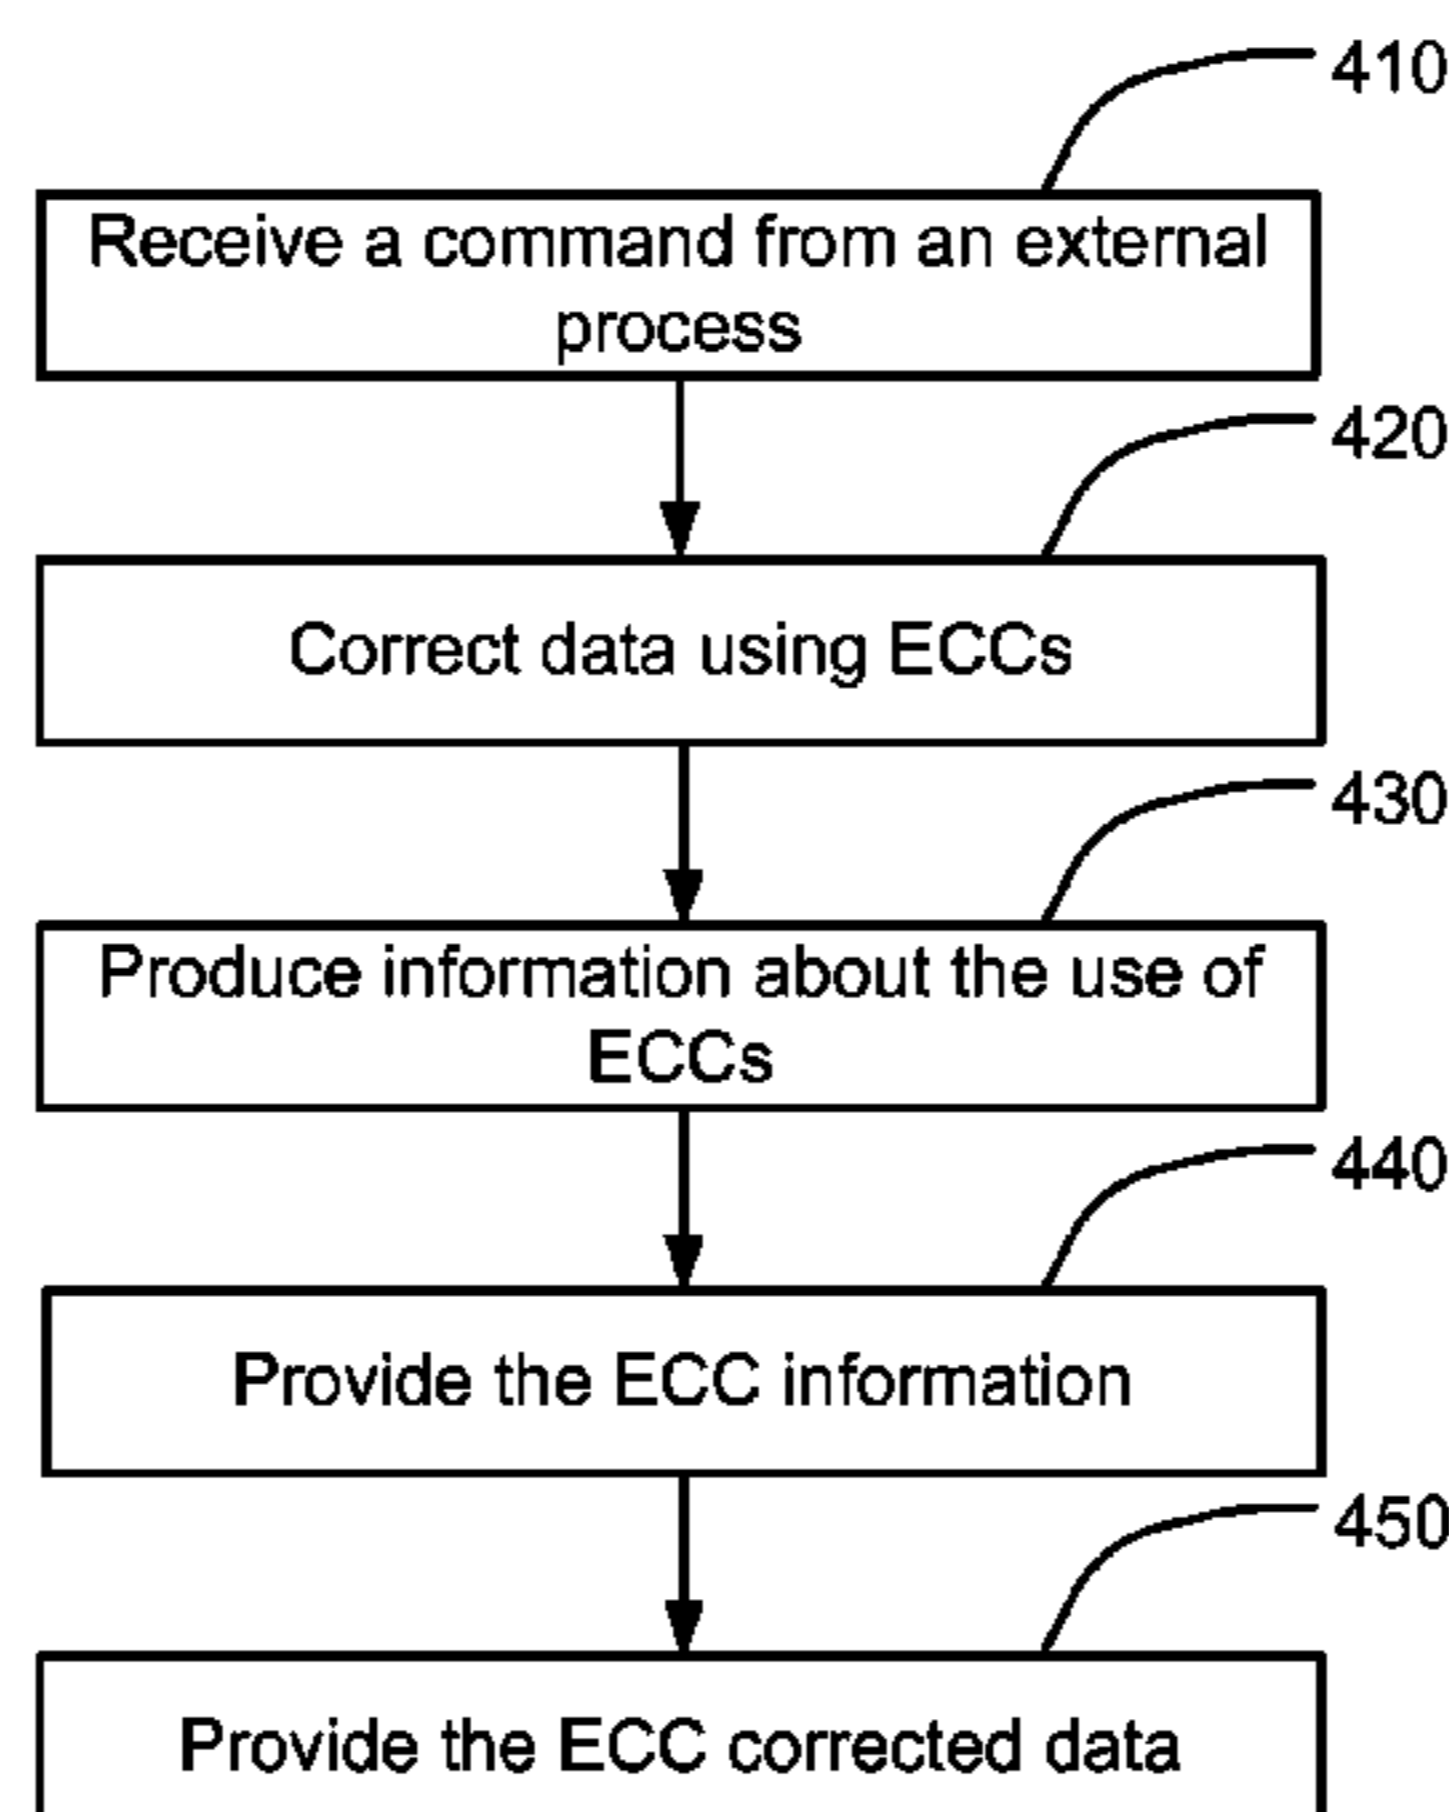 410
Receive a command from an external
process
420
Correct data using ECCs
430
Produce information about the use of
ECCs
440
Provide the ECC information
450
Provide the ECC corrected data